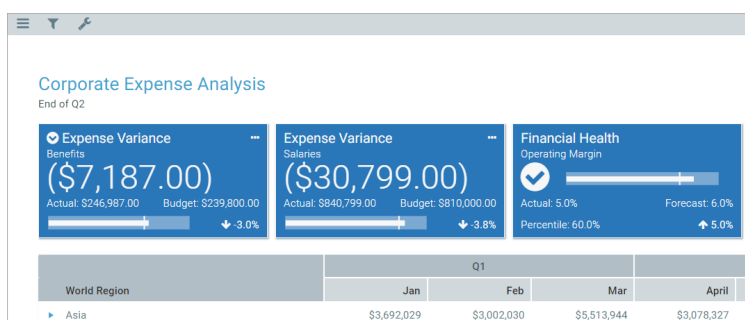 Corporate Expense Analysis
End of Q2
Expense Variance
Benefits
($7,187.00)
Actual: $246,987.00 Budget: $239,800.00
-3.0%
Expense Variance
Salaries
($30,799.00)
Actual: $840,799.00 Budget: $810,000.00
-3.8%
Financial Health
Operating Margin
Actual: 5.0% Forecast: 6.0%
Percentile: 60.0% 5.0%
Q1
World Region Jan Feb Mar April
Asia $3,692,029 $3,002,030 $5,513,944 $3,078,327